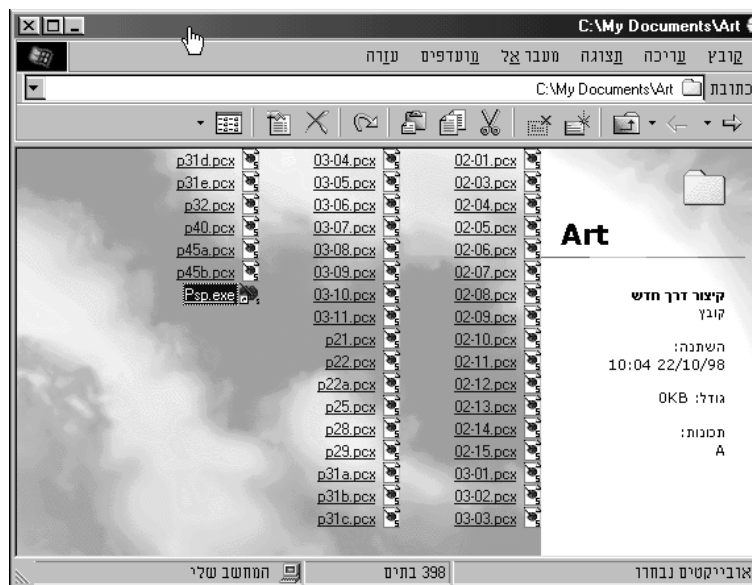 C:\My Documents\Art
קובץ עריכה תצוגה מעבר אל מועדפים עזרה
כתובת C:\My Documents\Art
Art
קיצור דרך חדש
קובץ
השתנה:
22/10/98 10:04
גודל: 0KB
תכונות:
A
02-01.pcx
02-03.pcx
02-04.pcx
02-05.pcx
02-06.pcx
02-07.pcx
02-08.pcx
02-09.pcx
02-10.pcx
02-11.pcx
02-12.pcx
02-13.pcx
02-14.pcx
02-15.pcx
03-01.pcx
03-02.pcx
03-03.pcx
03-04.pcx
03-05.pcx
03-06.pcx
03-07.pcx
03-08.pcx
03-09.pcx
03-10.pcx
03-11.pcx
p21.pcx
p22.pcx
p22a.pcx
p25.pcx
p28.pcx
p29.pcx
p31a.pcx
p31b.pcx
p31c.pcx
p31d.pcx
p31e.pcx
p32.pcx
p40.pcx
p45a.pcx
p45b.pcx
Psp.exe
אובייקטים נבחרו
398 בתים
המחשב שלי